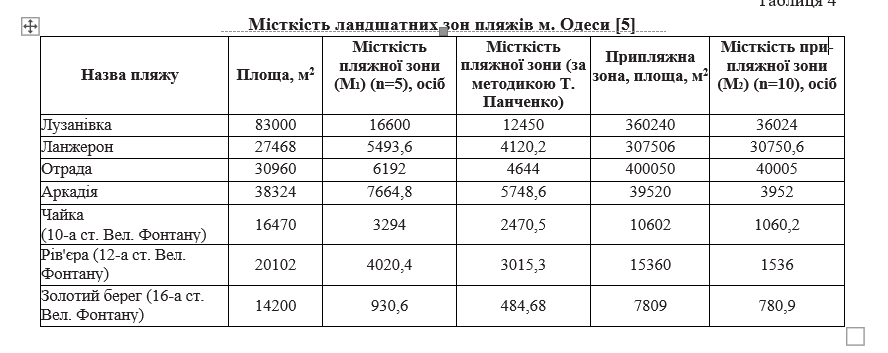 Таблиця 4
Місткість ландшатних зон пляжів м. Одеси [5]
Назва пляжу | Площа, м2 | Місткість пляжної зони (М1) (n=5), осіб | Місткість пляжної зони (за методикою Т. Панченко) | Припляжна зона, площа, м2 | Місткість при-пляжної зони (М2) (n=10), осіб
Лузанівка | 83000 | 16600 | 12450 | 360240 | 36024
Ланжерон | 27468 | 5493,6 | 4120,2 | 307506 | 30750,6
Отрада | 30960 | 6192 | 4644 | 400050 | 40005
Аркадія | 38324 | 7664,8 | 5748,6 | 39520 | 3952
Чайка (10-а ст. Вел. Фонтану) | 16470 | 3294 | 2470,5 | 10602 | 1060,2
Рів'єра (12-а ст. Вел. Фонтану) | 20102 | 4020,4 | 3015,3 | 15360 | 1536
Золотий берег (16-а ст. Вел. Фонтану) | 14200 | 930,6 | 484,68 | 7809 | 780,9